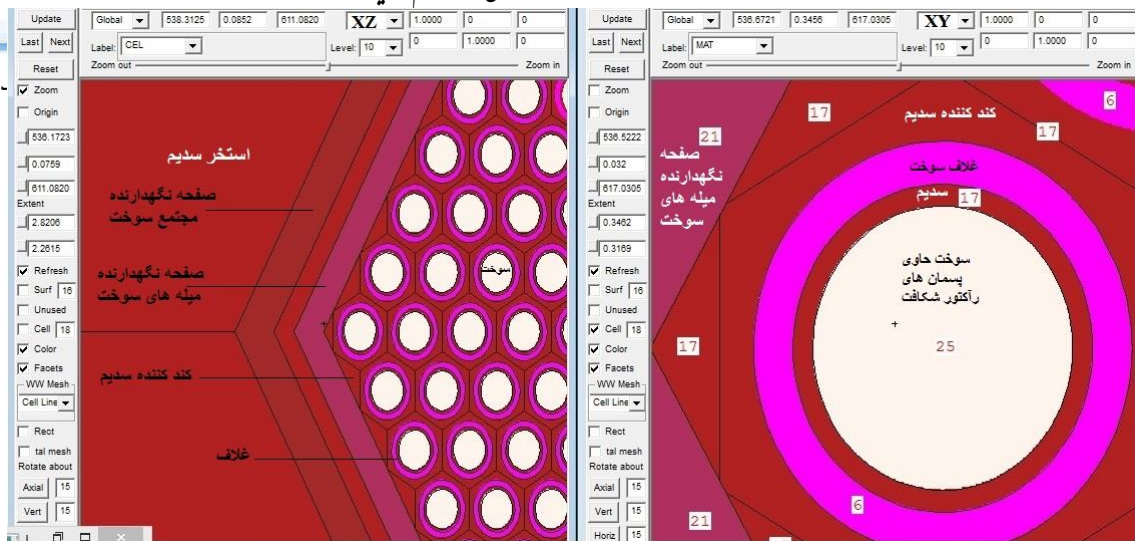 Update
Global
538.3125
0.0852
611.0820
XZ
1.0000
0
0
Last
Next
Label:
CEL
Level:
10
0
1.0000
0
Reset
Zoom out
Zoom in
Zoom
Origin
536.1723
0.0759
611.0820
Extent
2.8206
2.2615
Refresh
Surf
16
Unused
Cell
18
Color
Facets
WW Mesh
Cell Line
Rect
tal mesh
Rotate about
Axial
15
Vert
15
استخر سدیم
صفحه نگهدارنده
مجتمع سوخت
صفحه نگهدارنده
میله های سوخت
کند کننده سدیم
غلاف
سوخت
Update
Global
536.6721
0.3456
617.0305
XY
1.0000
0
0
Last
Next
Label:
MAT
Level:
10
0
1.0000
0
Reset
Zoom out
Zoom in
Zoom
Origin
536.5222
0.032
617.0305
Extent
0.3462
0.3169
Refresh
Surf
16
Unused
Cell
18
Color
Facets
WW Mesh
Cell Line
Rect
tal mesh
Rotate about
Axial
15
Vert
15
Horiz
15
21
صفحه
نگهدارنده
میله های
سوخت
17
کند کننده سدیم
17
6
غلاف سوخت
سدیم
17
سوخت حاوی
پسمان های
رآکتور شکافت
25
17
6
21